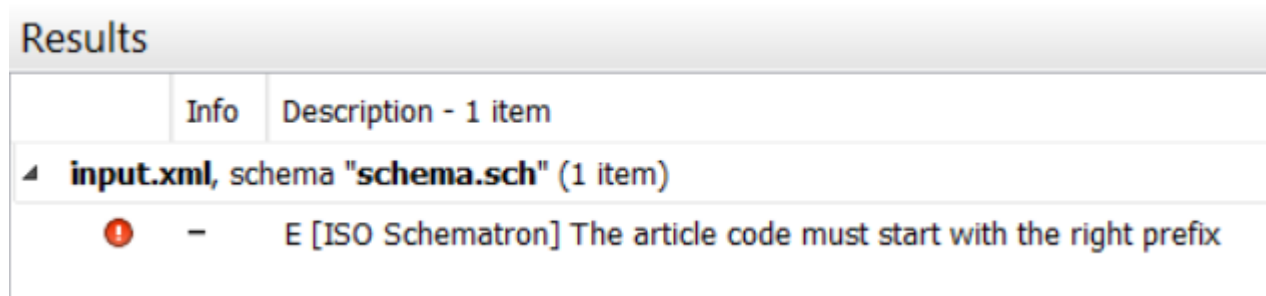 Results
Info Description - 1 item
input.xml, schema "schema.sch" (1 item)
– E [ISO Schematron] The article code must start with the right prefix